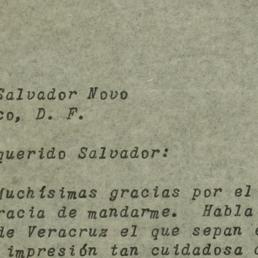 Salvador Novo
co, D. F.
querido Salvador:
Muchísimas gracias por el
racia de mandarme. Habla
de Veracruz el que sepan e
impresión tan cuidadosa